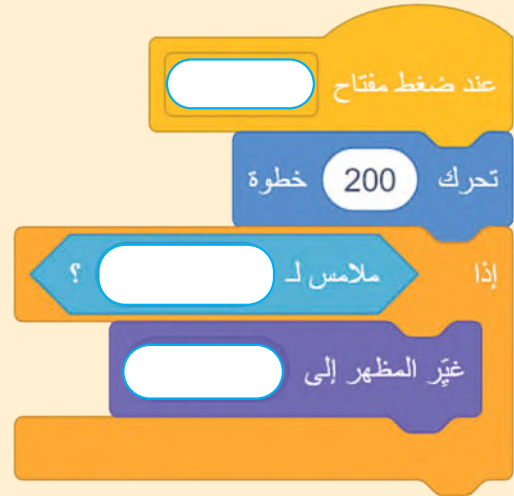 عند ضغط مفتاح
تحرك 200 خطوة
إذا ملامس لـ ؟
غيّر المظهر إلى